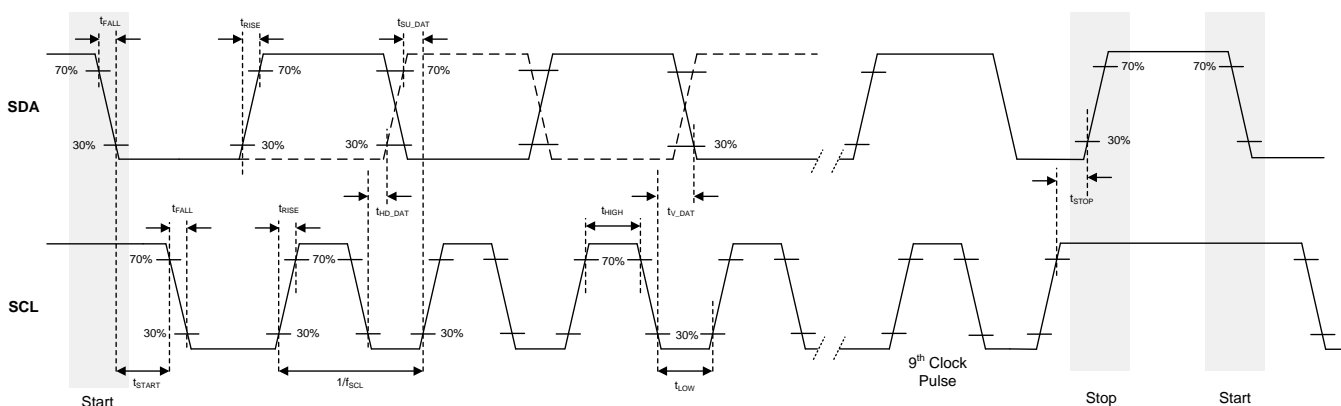 tFALL
tRISE
tSU_DAT
70%
70%
70%
70%
70%
SDA
30%
30%
30%
30%
30%
tFALL
tRISE
tHD_DAT
tHIGH
tV_DAT
tSTOP
70%
70%
70%
SCL
30%
30%
30%
30%
tSTART
1/fSCL
tLOW
9th Clock
Pulse
Start
Stop
Start